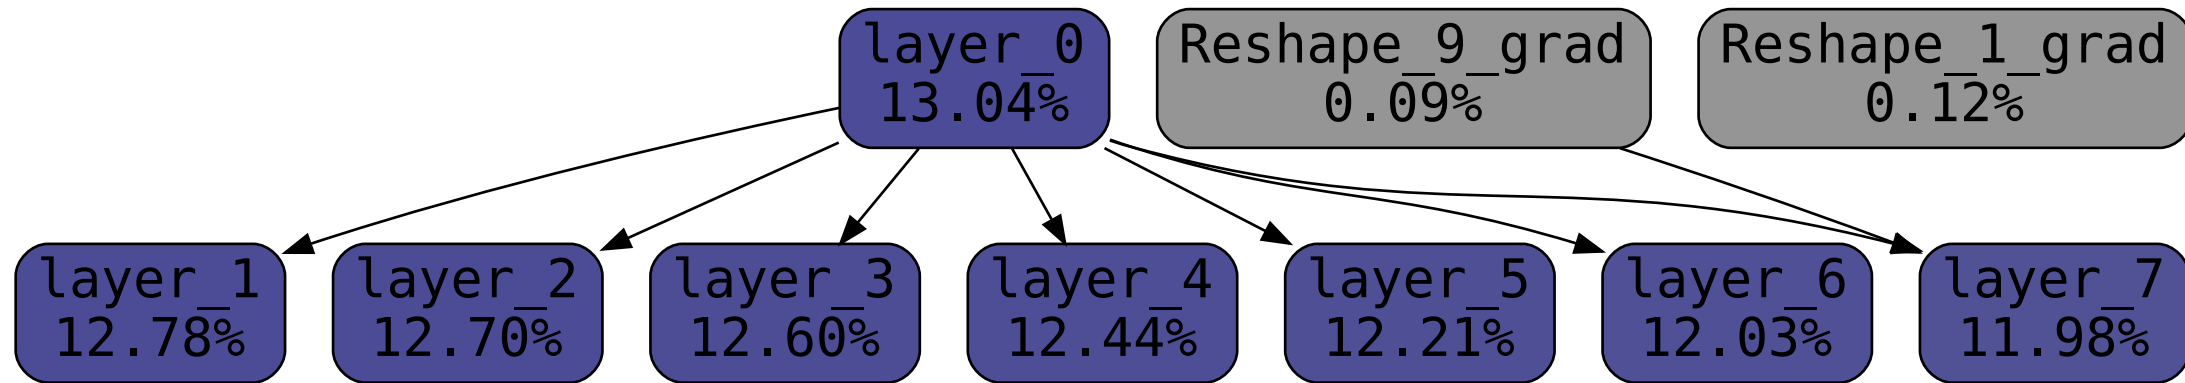 layer_0
13.04%
Reshape_9_grad
0.09%
Reshape_1_grad
0.12%
layer_1
12.78%
layer_2
12.70%
layer_3
12.60%
layer_4
12.44%
layer_5
12.21%
layer_6
12.03%
layer_7
11.98%